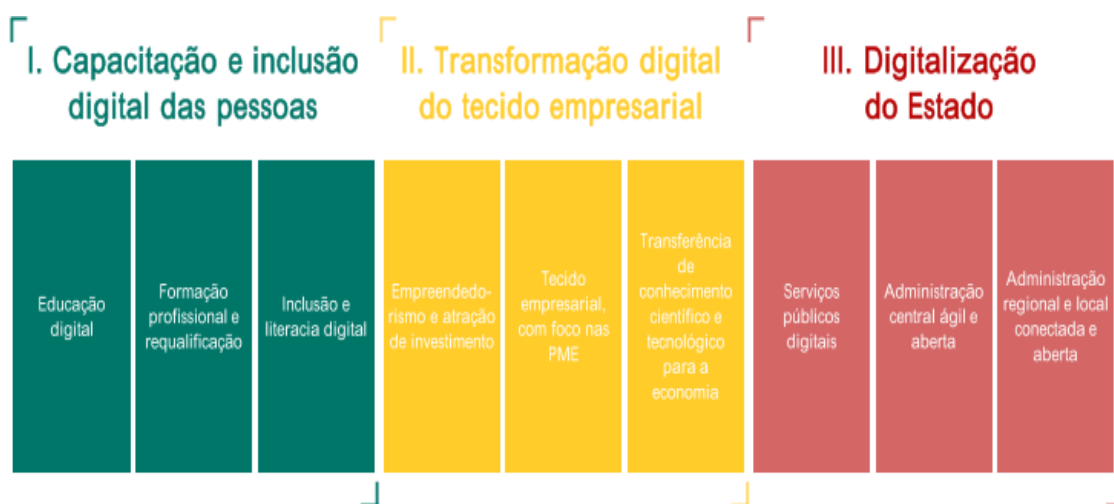 I. Capacitação e inclusão
digital das pessoas
II. Transformação digital
do tecido empresarial
III. Digitalização
do Estado
Educação
digital
Formação
profissional e
requalificação
Inclusão e
literacia digital
Empreendedo-
rismo e atração
de investimento
Tecido
empresarial,
com foco nas
PME
Transferência
de
conhecimento
científico e
tecnológico
para a
economia
Serviços
públicos
digitais
Administração
central ágil e
aberta
Administração
regional e local
conectada e
aberta